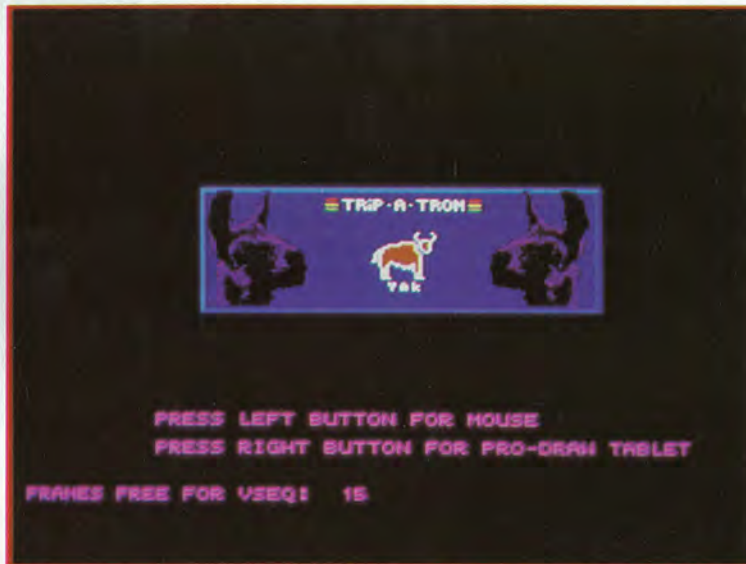 TRiP·A·TRON
YAk
PRESS LEFT BUTTON FOR MOUSE
PRESS RIGHT BUTTON FOR PRO-DRAW TABLET
FRAMES FREE FOR VSEQ: 15